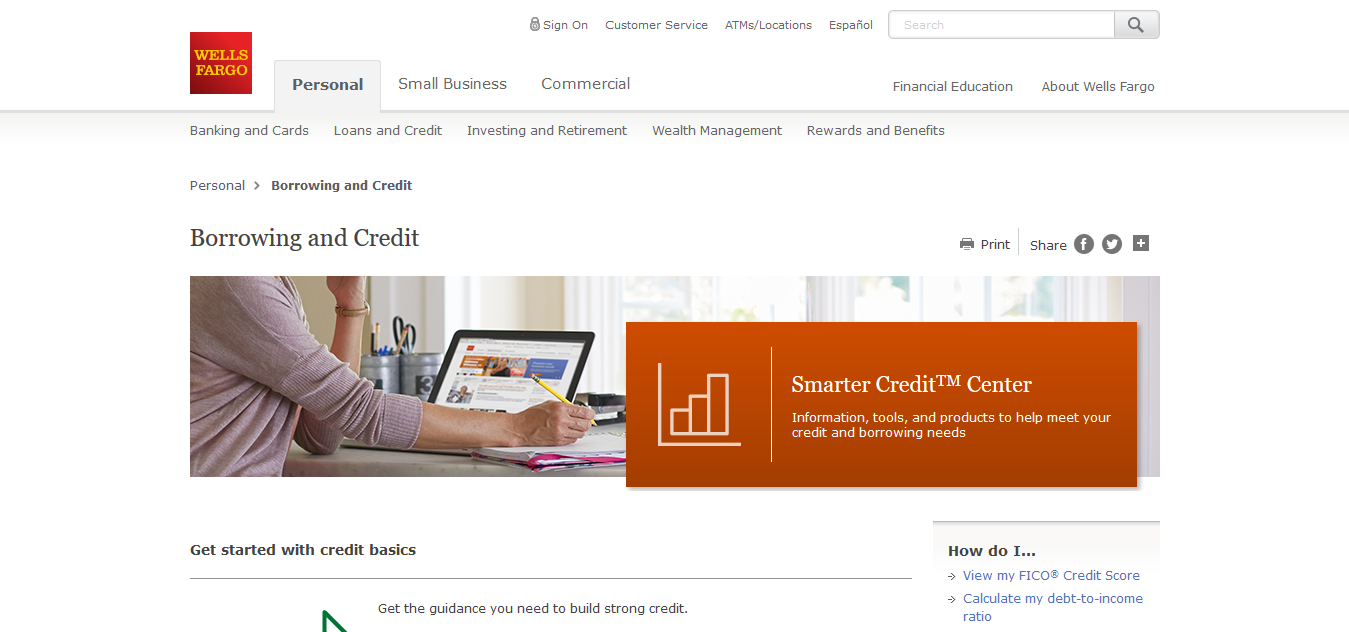 Sign On Customer Service ATMs/Locations Español Search
WELLS
FARGO
Personal Small Business Commercial Financial Education About Wells Fargo
Banking and Cards Loans and Credit Investing and Retirement Wealth Management Rewards and Benefits
Personal > Borrowing and Credit
Borrowing and Credit
Print Share
Smarter Credit™ Center
Information, tools, and products to help meet your
credit and borrowing needs
Get started with credit basics
Get the guidance you need to build strong credit.
How do I...
View my FICO® Credit Score
Calculate my debt-to-income
ratio